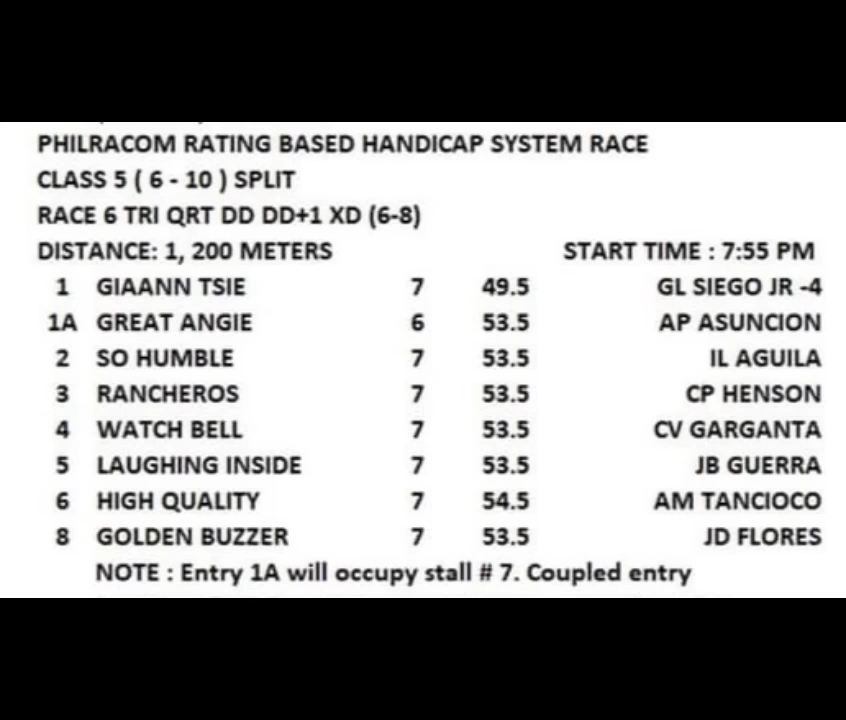 PHILRACOM RATING BASED HANDICAP SYSTEM RACE
CLASS 5 ( 6 - 10 ) SPLIT
RACE 6 TRI QRT DD DD+1 XD (6-8)
DISTANCE: 1, 200 METERS START TIME : 7:55 PM
1 GIAANN TSIE 7 49.5 GL SIEGO JR -4
1A GREAT ANGIE 6 53.5 AP ASUNCION
2 SO HUMBLE 7 53.5 IL AGUILA
3 RANCHEROS 7 53.5 CP HENSON
4 WATCH BELL 7 53.5 CV GARGANTA
5 LAUGHING INSIDE 7 53.5 JB GUERRA
6 HIGH QUALITY 7 54.5 AM TANCIOCO
8 GOLDEN BUZZER 7 53.5 JD FLORES
NOTE : Entry 1A will occupy stall # 7. Coupled entry